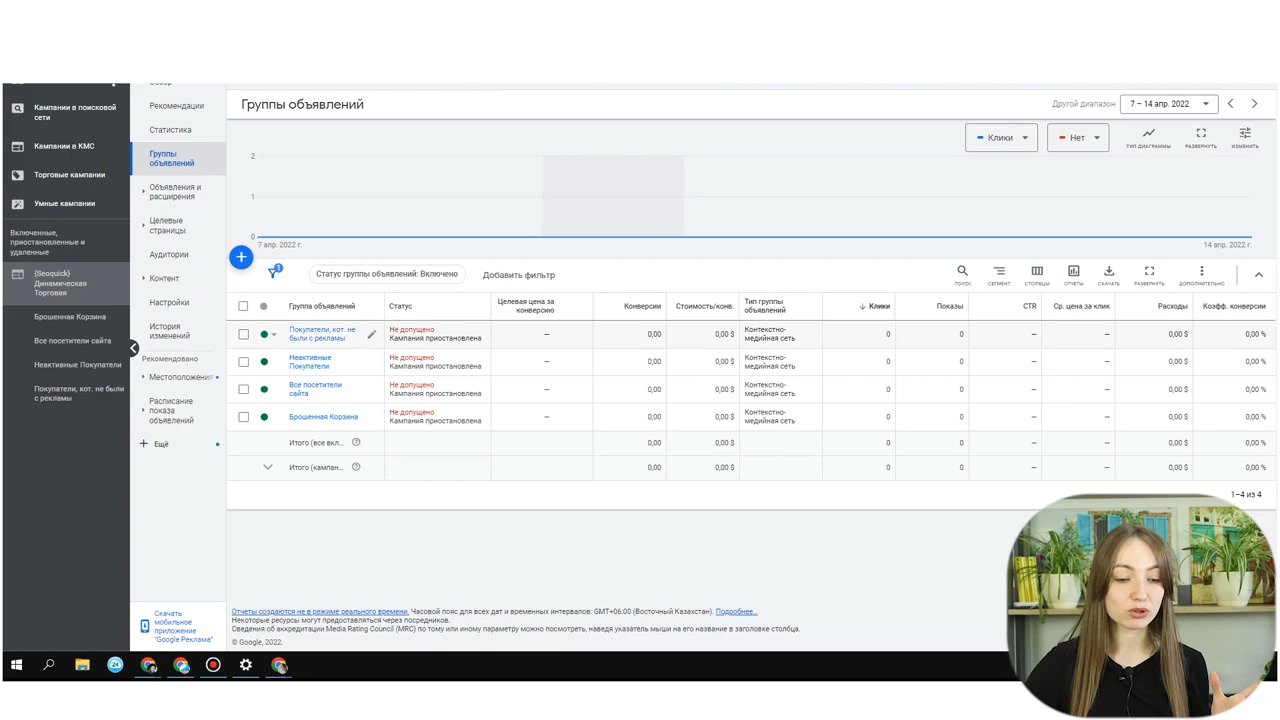 Кампании в поисковой
сети
Кампании в КМС
Торговые кампании
Умные кампании
Включенные,
приостановленные и
удаленные
{Seoquick}
Динамическая
Торговая
Брошенная Корзина
Все посетители сайта
Неактивные Покупатели
Покупатели, кот. не были
с рекламы
Рекомендации
Статистика
Группы
объявлений
Объявления и
расширения
Целевые
страницы
Аудитории
Контент
Настройки
История
изменений
Рекомендовано
Местоположения
Расписание
показа
объявлений
Ещё
Скачать
мобильное
приложение
"Google Реклама"
Группы объявлений
Другой диапазон
7 – 14 апр. 2022
Клики
Нет
ТИП ДИАГРАММЫ
РАЗВЕРНУТЬ
ИЗМЕНИТЬ
2
1
0
7 апр. 2022 г.
14 апр. 2022 г.
1
Статус группы объявлений: Включено
Добавить фильтр
ПОИСК
СЕГМЕНТ
СТОЛБЦЫ
ОТЧЕТЫ
СКАЧАТЬ
РАЗВЕРНУТЬ
ДОПОЛНИТЕЛЬНО
Группа объявлений
Статус
Целевая цена за
конверсию
Конверсии
Стоимость/конв.
Тип группы
объявлений
Клики
Показы
CTR
Ср. цена за клик
Расходы
Коэфф. конверсии
Покупатели, кот. не
были с рекламы
Не допущено
Кампания приостановлена
— 0,00 0,00 $
Контекстно-
медийная сеть
0 0 — — 0,00 $ 0,00 %
Неактивные
Покупатели
Не допущено
Кампания приостановлена
— 0,00 0,00 $
Контекстно-
медийная сеть
0 0 — — 0,00 $ 0,00 %
Все посетители
сайта
Не допущено
Кампания приостановлена
— 0,00 0,00 $
Контекстно-
медийная сеть
0 0 — — 0,00 $ 0,00 %
Брошенная Корзина
Не допущено
Кампания приостановлена
— 0,00 0,00 $
Контекстно-
медийная сеть
0 0 — — 0,00 $ 0,00 %
Итого (все вкл... 0,00 0,00 $ 0 0 — — 0,00 $ 0,00 %
Итого (кампан... 0,00 0,00 $ 0 0 — — 0,00 $ 0,00 %
1–4 из 4
Отчеты создаются не в режиме реального времени. Часовой пояс для всех дат и временных интервалов: GMT+06:00 (Восточный Казахстан). Подробнее...
Некоторые ресурсы могут предоставляться через посредников.
Сведения об аккредитации Media Rating Council (MRC) по тому или иному параметру можно посмотреть, наведя указатель мыши на его название в заголовке столбца.
© Google, 2022.
24